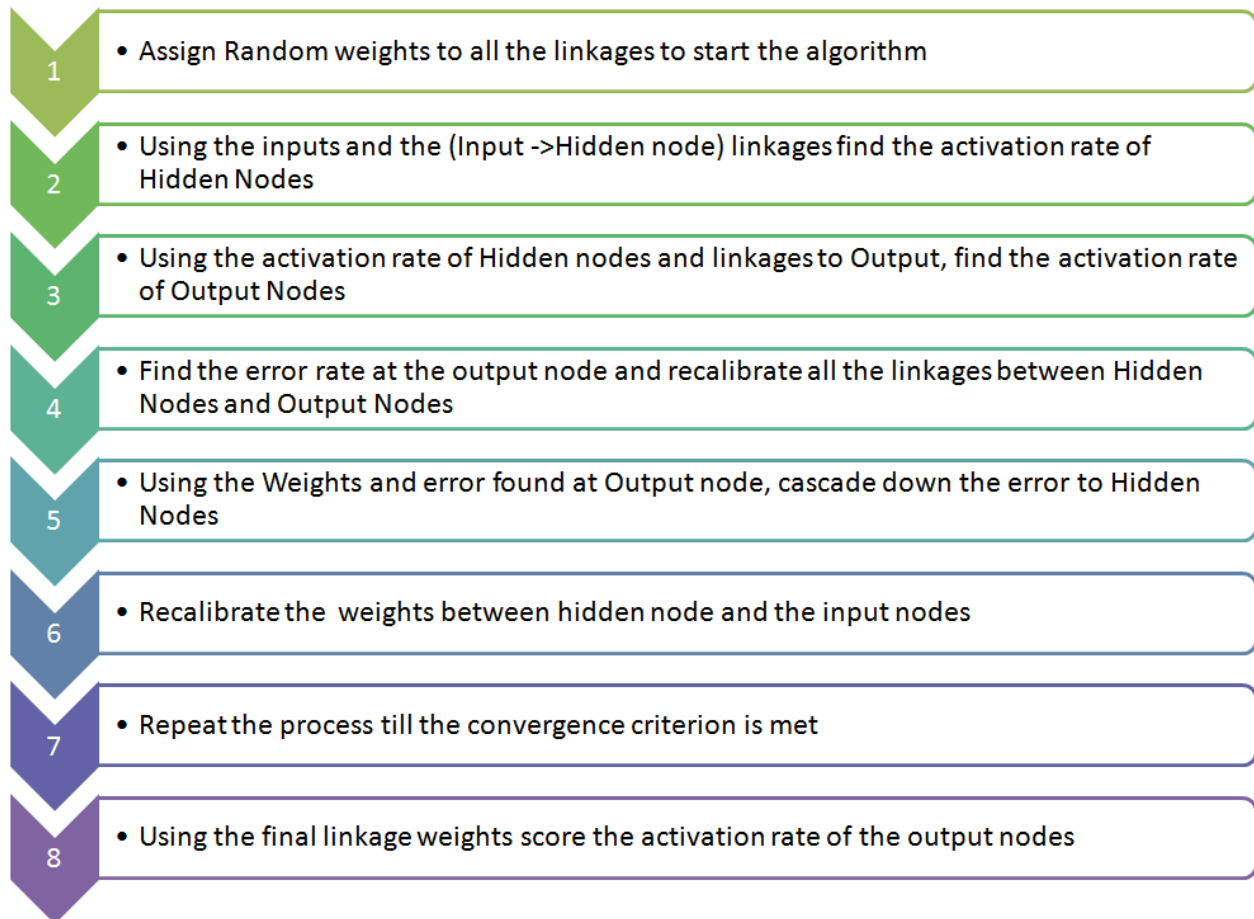 1
• Assign Random weights to all the linkages to start the algorithm
2
• Using the inputs and the (Input ->Hidden node) linkages find the activation rate of
Hidden Nodes
3
• Using the activation rate of Hidden nodes and linkages to Output, find the activation rate
of Output Nodes
4
• Find the error rate at the output node and recalibrate all the linkages between Hidden
Nodes and Output Nodes
5
• Using the Weights and error found at Output node, cascade down the error to Hidden
Nodes
6
• Recalibrate the weights between hidden node and the input nodes
7
• Repeat the process till the convergence criterion is met
8
• Using the final linkage weights score the activation rate of the output nodes